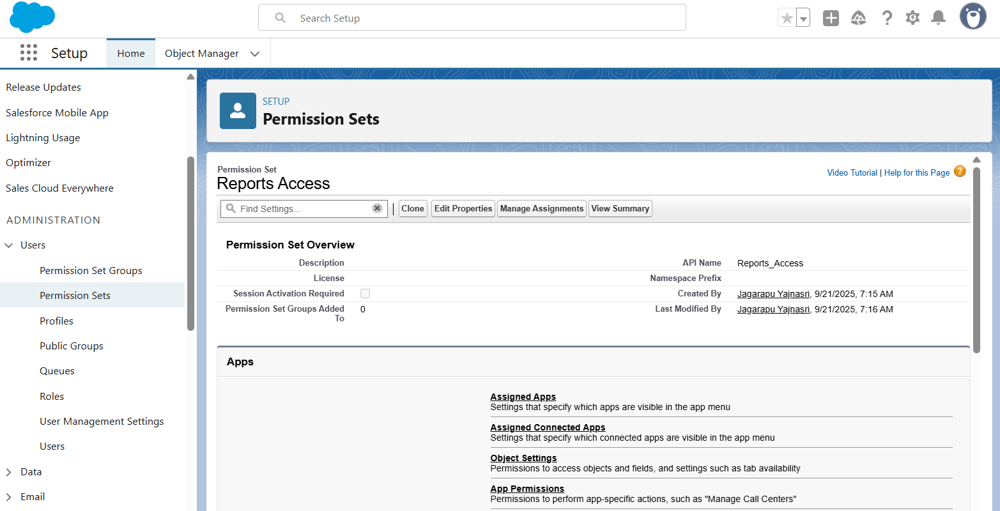 Search Setup
Setup
Home
Object Manager
Release Updates
Salesforce Mobile App
Lightning Usage
Optimizer
Sales Cloud Everywhere
ADMINISTRATION
Users
Permission Set Groups
Permission Sets
Profiles
Public Groups
Queues
Roles
User Management Settings
Users
Data
Email
SETUP
Permission Sets
Permission Set
Reports Access
Video Tutorial | Help for this Page ?
Find Settings... | Clone Edit Properties Manage Assignments View Summary
Permission Set Overview
Description
API Name Reports_Access
License
Namespace Prefix
Session Activation Required
Created By Jagarapu Yajnasri, 9/21/2025, 7:15 AM
Permission Set Groups Added To 0
Last Modified By Jagarapu Yajnasri, 9/21/2025, 7:16 AM
Apps
Assigned Apps
Settings that specify which apps are visible in the app menu
Assigned Connected Apps
Settings that specify which connected apps are visible in the app menu
Object Settings
Permissions to access objects and fields, and settings such as tab availability
App Permissions
Permissions to perform app-specific actions, such as "Manage Call Centers"